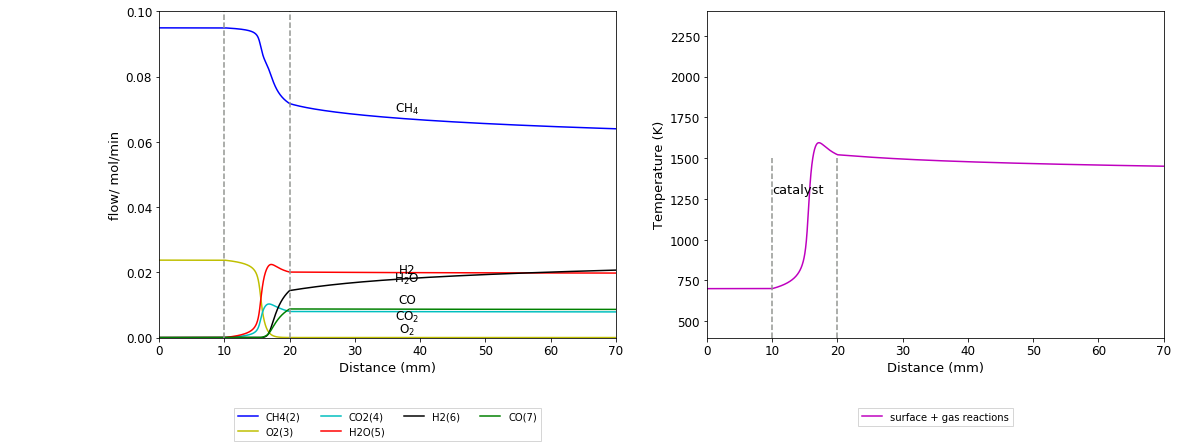 0.10
0.08
0.06
0.04
0.02
0.00
flow/ mol/min
CH₄
H2
H₂O
CO
CO₂
O₂
0 10 20 30 40 50 60 70
Distance (mm)
CH4(2) CO2(4) H2(6) CO(7)
O2(3) H2O(5)
2250
2000
1750
1500
1250
1000
750
500
Temperature (K)
catalyst
0 10 20 30 40 50 60 70
Distance (mm)
surface + gas reactions